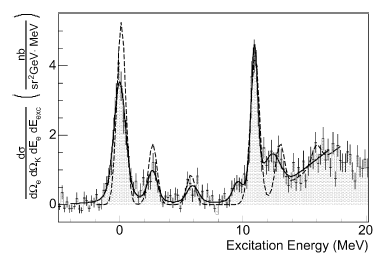 dσ
dΩe dΩK dEe dEexc
( nb
sr²GeV· MeV )
4
2
0
0
10
20
Excitation Energy (MeV)